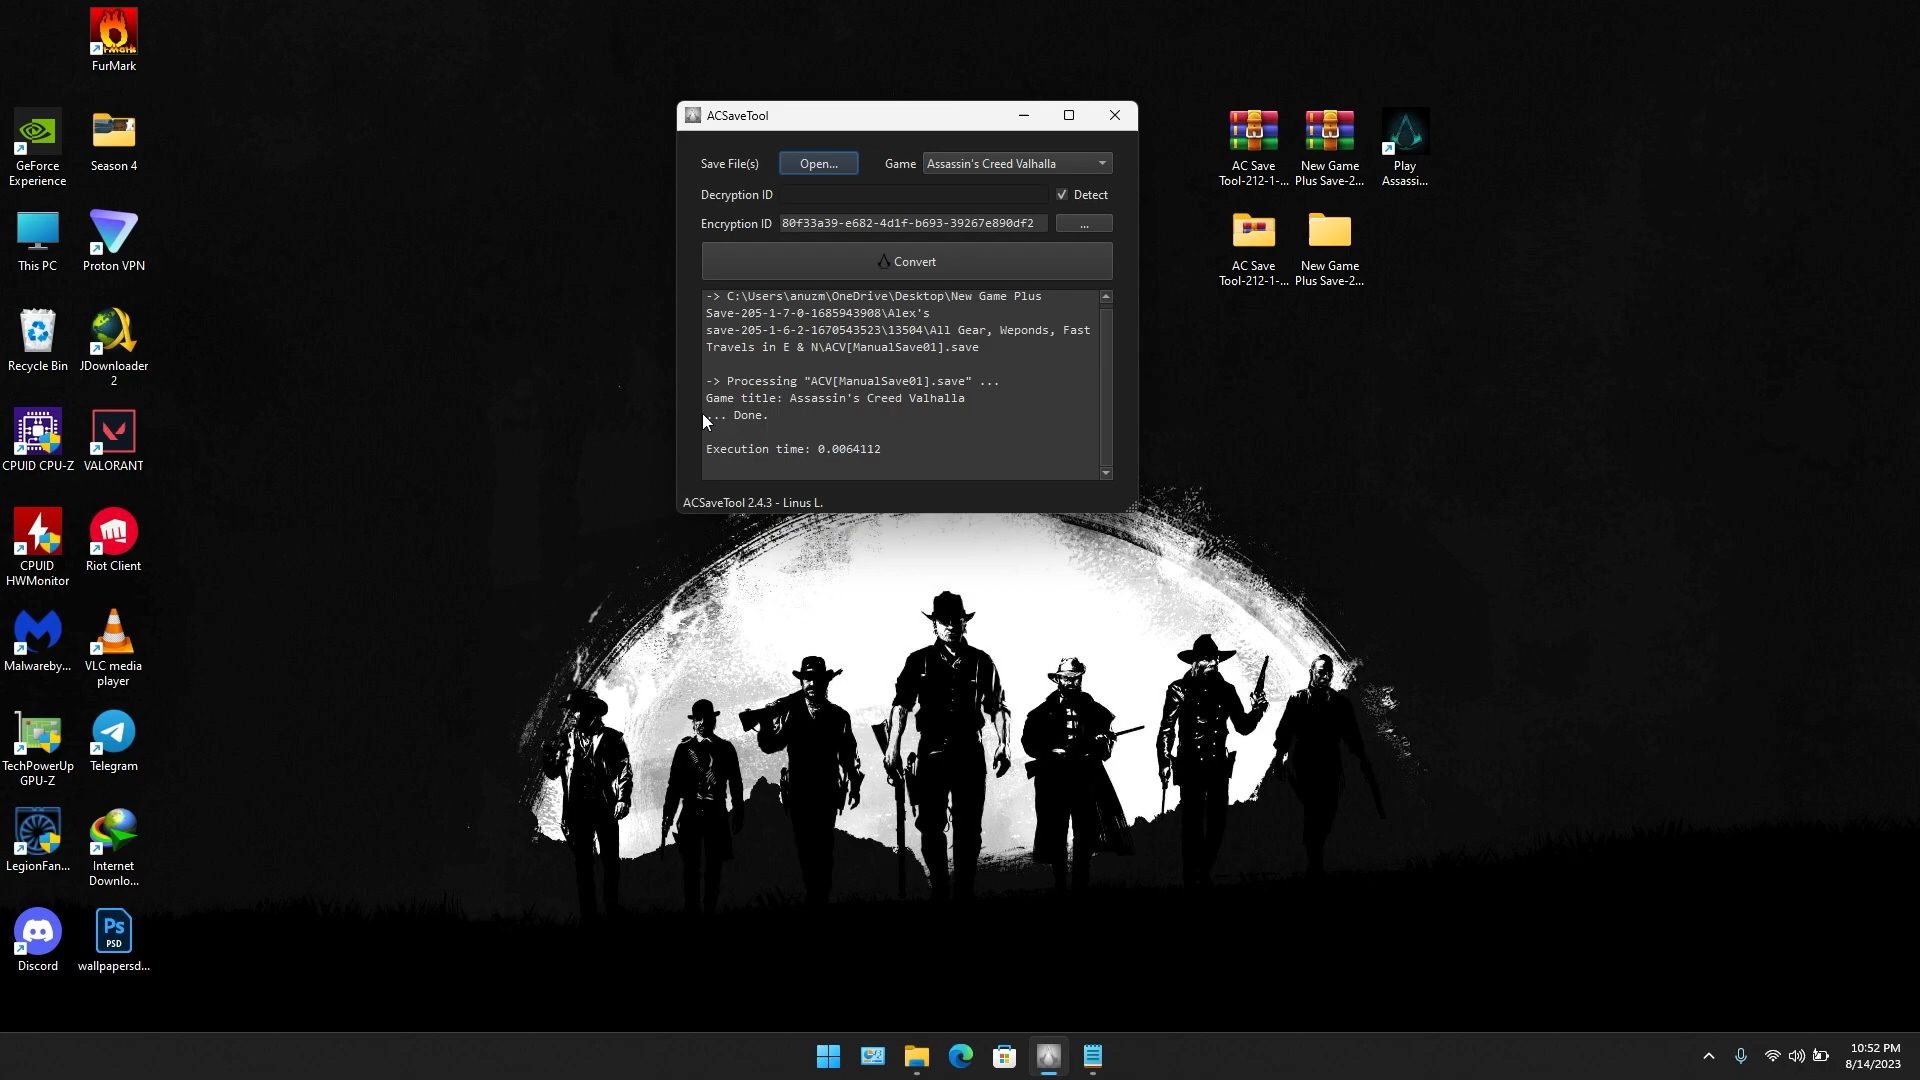 FurMark
GeForce
Experience
Season 4
This PC
Proton VPN
Recycle Bin
JDownloader
2
CPUID CPU-Z
VALORANT
CPUID
HWMonitor
Riot Client
Malwareby...
VLC media
player
TechPowerUp
GPU-Z
Telegram
LegionFan...
Internet
Downlo...
Discord
Ps
PSD
wallpapersd...
ACSaveTool
Save File(s)
Open...
Game
Assassin's Creed Valhalla
Decryption ID
Detect
Encryption ID
80f33a39-e682-4d1f-b693-39267e890df2
...
Convert
-> C:\Users\anuzm\OneDrive\Desktop\New Game Plus
Save-205-1-7-0-1685943908\Alex's
save-205-1-6-2-1670543523\13504\All Gear, Weponds, Fast
Travels in E & N\ACV[ManualSave01].save
-> Processing "ACV[ManualSave01].save" ...
Game title: Assassin's Creed Valhalla
... Done.
Execution time: 0.0064112
ACSaveTool 2.4.3 - Linus L.
AC Save
Tool-212-1-...
New Game
Plus Save-2...
Play
Assassi...
AC Save
Tool-212-1-...
New Game
Plus Save-2...
10:52 PM
8/14/2023